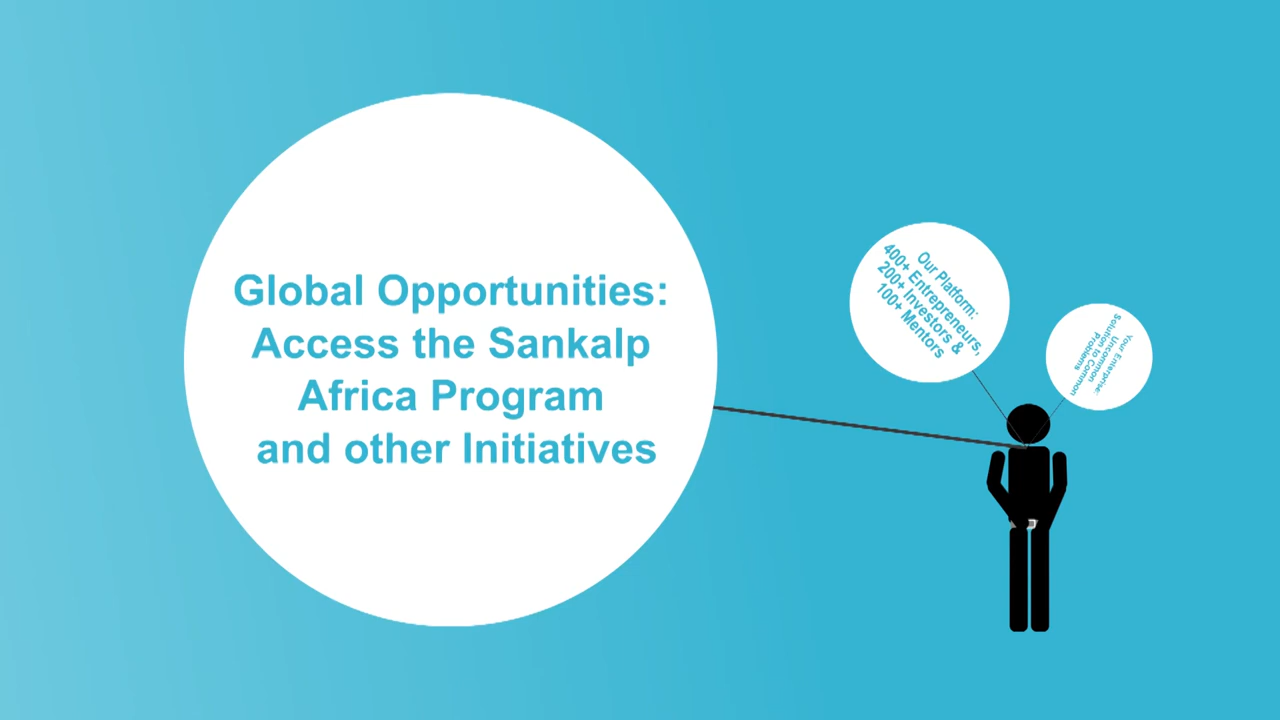 Global Opportunities:
Access the Sankalp
Africa Program
and other Initiatives
Our Platform:
400+ Entrepreneurs,
200+ Investors &
100+ Mentors
Your Enterprise:
Uncommon
Solution to Common
Problems